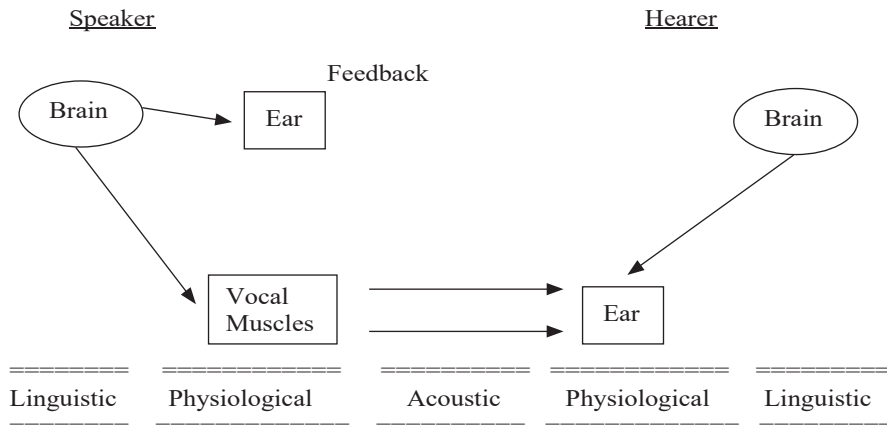 Speaker Hearer
Feedback
Brain Ear Brain
Vocal
Muscles
Ear
Linguistic Physiological Acoustic Physiological Linguistic